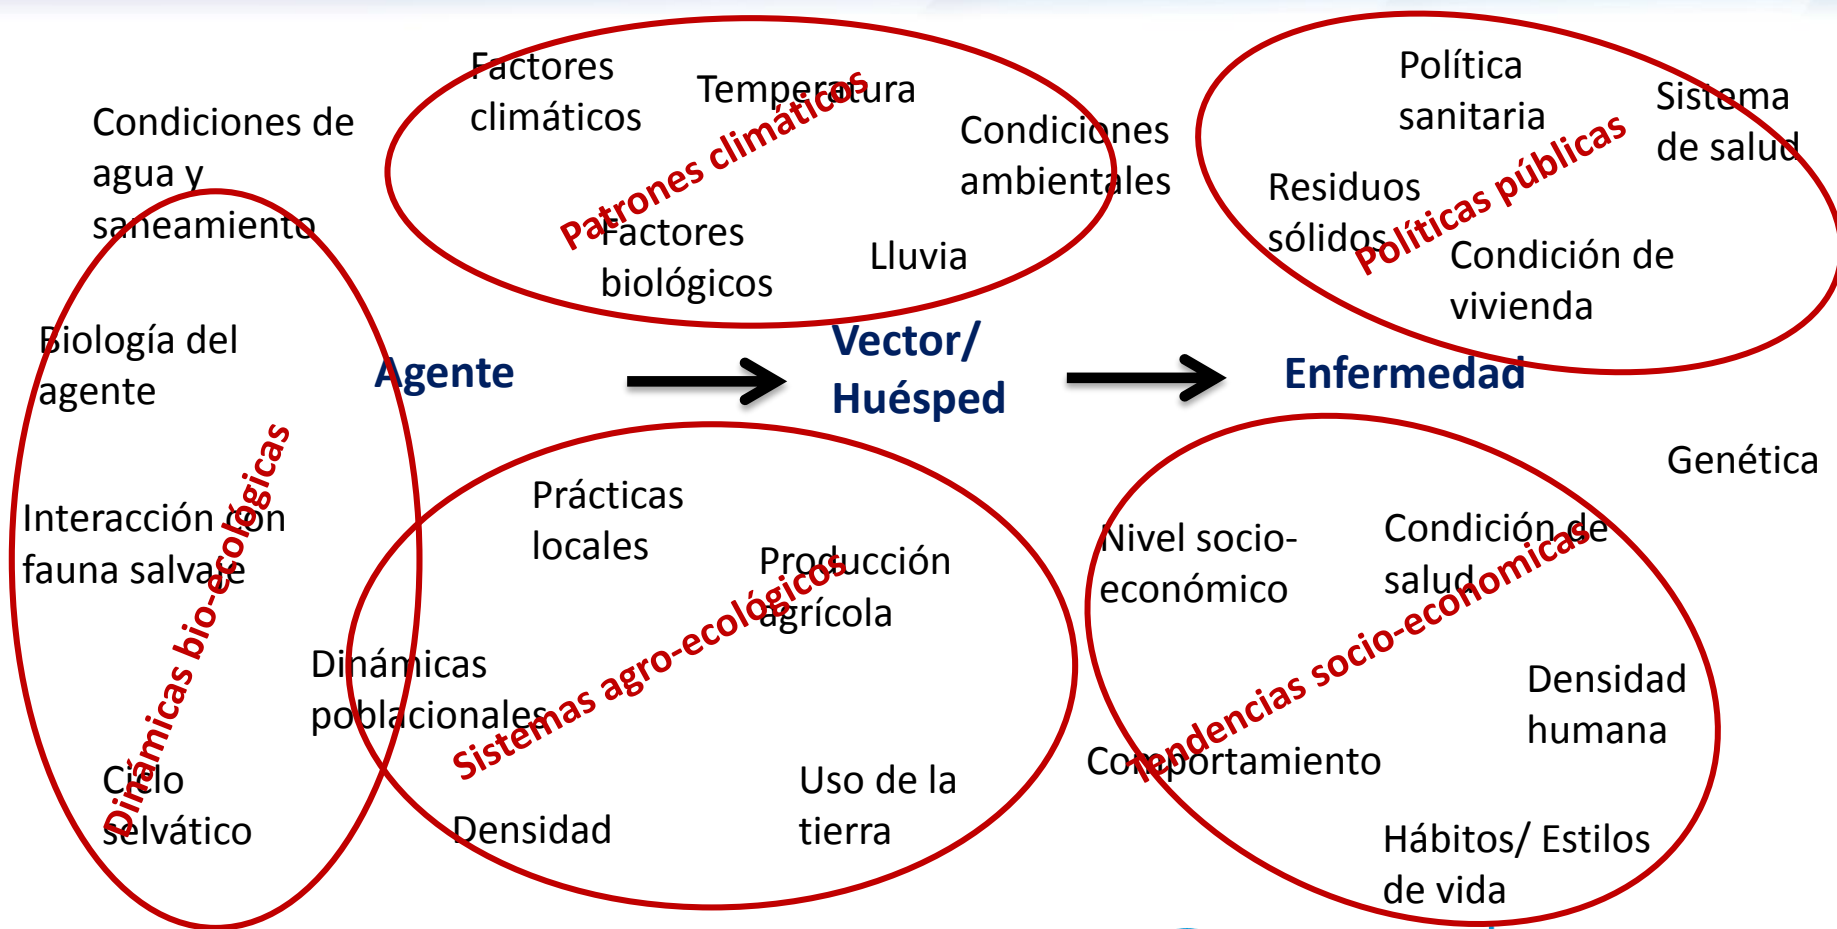 Condiciones de
agua y
saneamiento
Factores
climáticos
Temperatura
Condiciones
ambientales
Patrones climáticos
Factores
biológicos
Lluvia
Política
sanitaria
Sistema
de salud
Residuos
sólidos
Políticas públicas
Condición de
vivienda
Biología del
agente
Agente
Vector/
Huésped
Enfermedad
Genética
Interacción con
fauna salvaje
Dinámicas bio-ecológicas
Ciclo
selvático
Prácticas
locales
Producción
agrícola
Sistemas agro-ecológicos
Dinámicas
poblacionales
Densidad
Uso de la
tierra
Nivel socio-
económico
Condición de
salud
Tendencias socio-economicas
Densidad
humana
Comportamiento
Hábitos/ Estilos
de vida